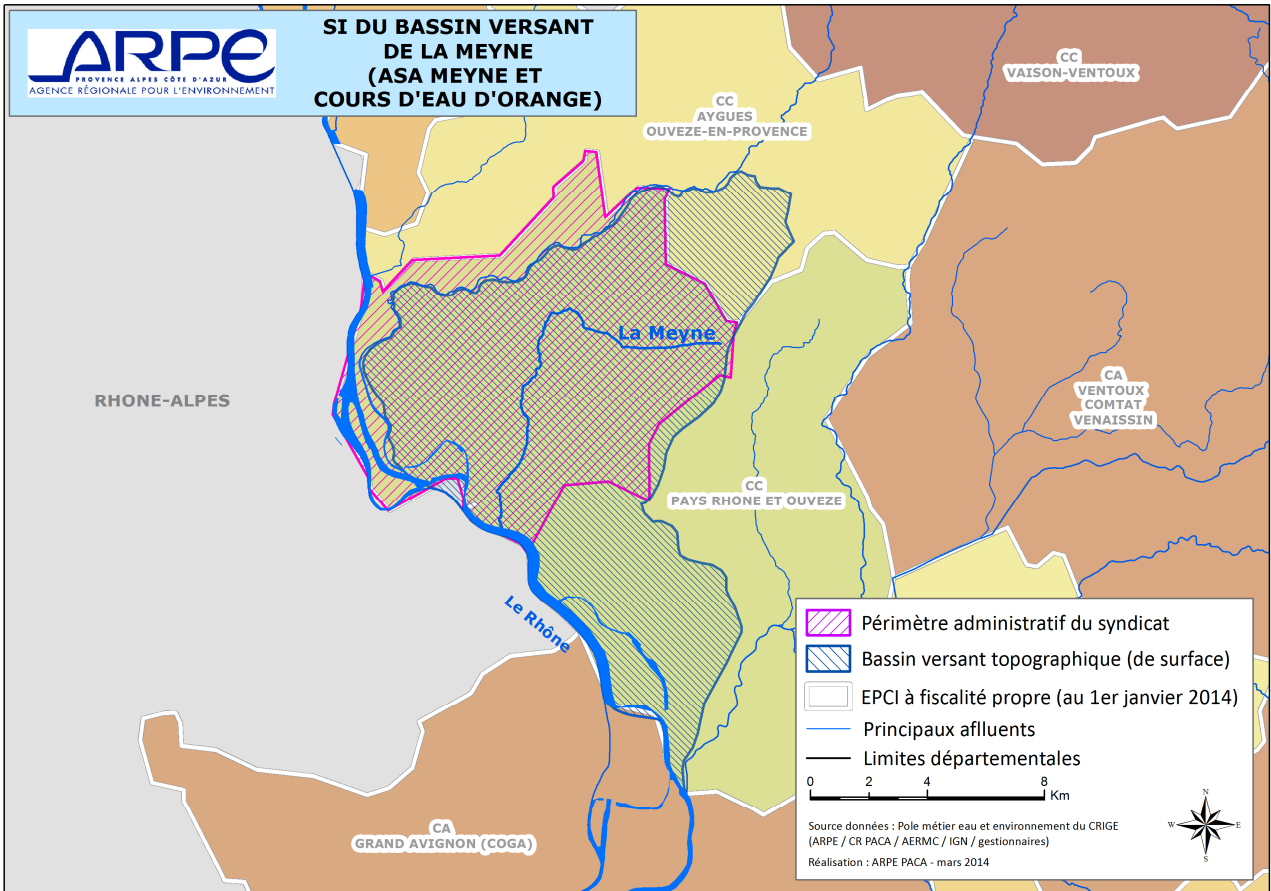 ARPE
PROVENCE ALPES CÔTE D'AZUR
AGENCE RÉGIONALE POUR L'ENVIRONNEMENT
SI DU BASSIN VERSANT
DE LA MEYNE
(ASA MEYNE ET
COURS D'EAU D'ORANGE)
CC
VAISON-VENTOUX
CC
AYGUES
OUVEZE-EN-PROVENCE
La Meyne
RHONE-ALPES
CA
VENTOUX
COMTAT
VENAISSIN
CC
PAYS RHONE ET OUVEZE
Le Rhône
CA
GRAND AVIGNON (COGA)
Périmètre administratif du syndicat
Bassin versant topographique (de surface)
EPCI à fiscalité propre (au 1er janvier 2014)
Principaux aflluents
Limites départementales
0 2 4 8
Km
Source données : Pole métier eau et environnement du CRIGE
(ARPE / CR PACA / AERMC / IGN / gestionnaires)
Réalisation : ARPE PACA - mars 2014
N
W E
S